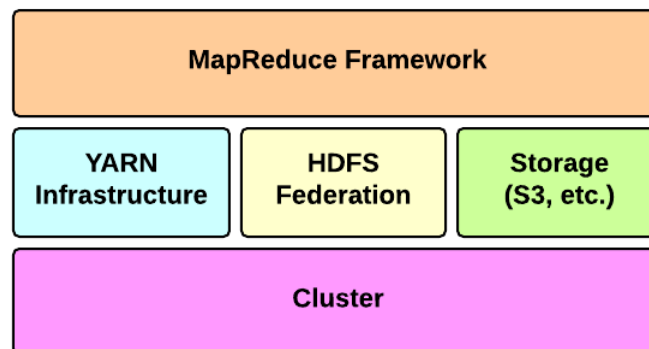 MapReduce Framework
YARN
Infrastructure
HDFS
Federation
Storage
(S3, etc.)
Cluster